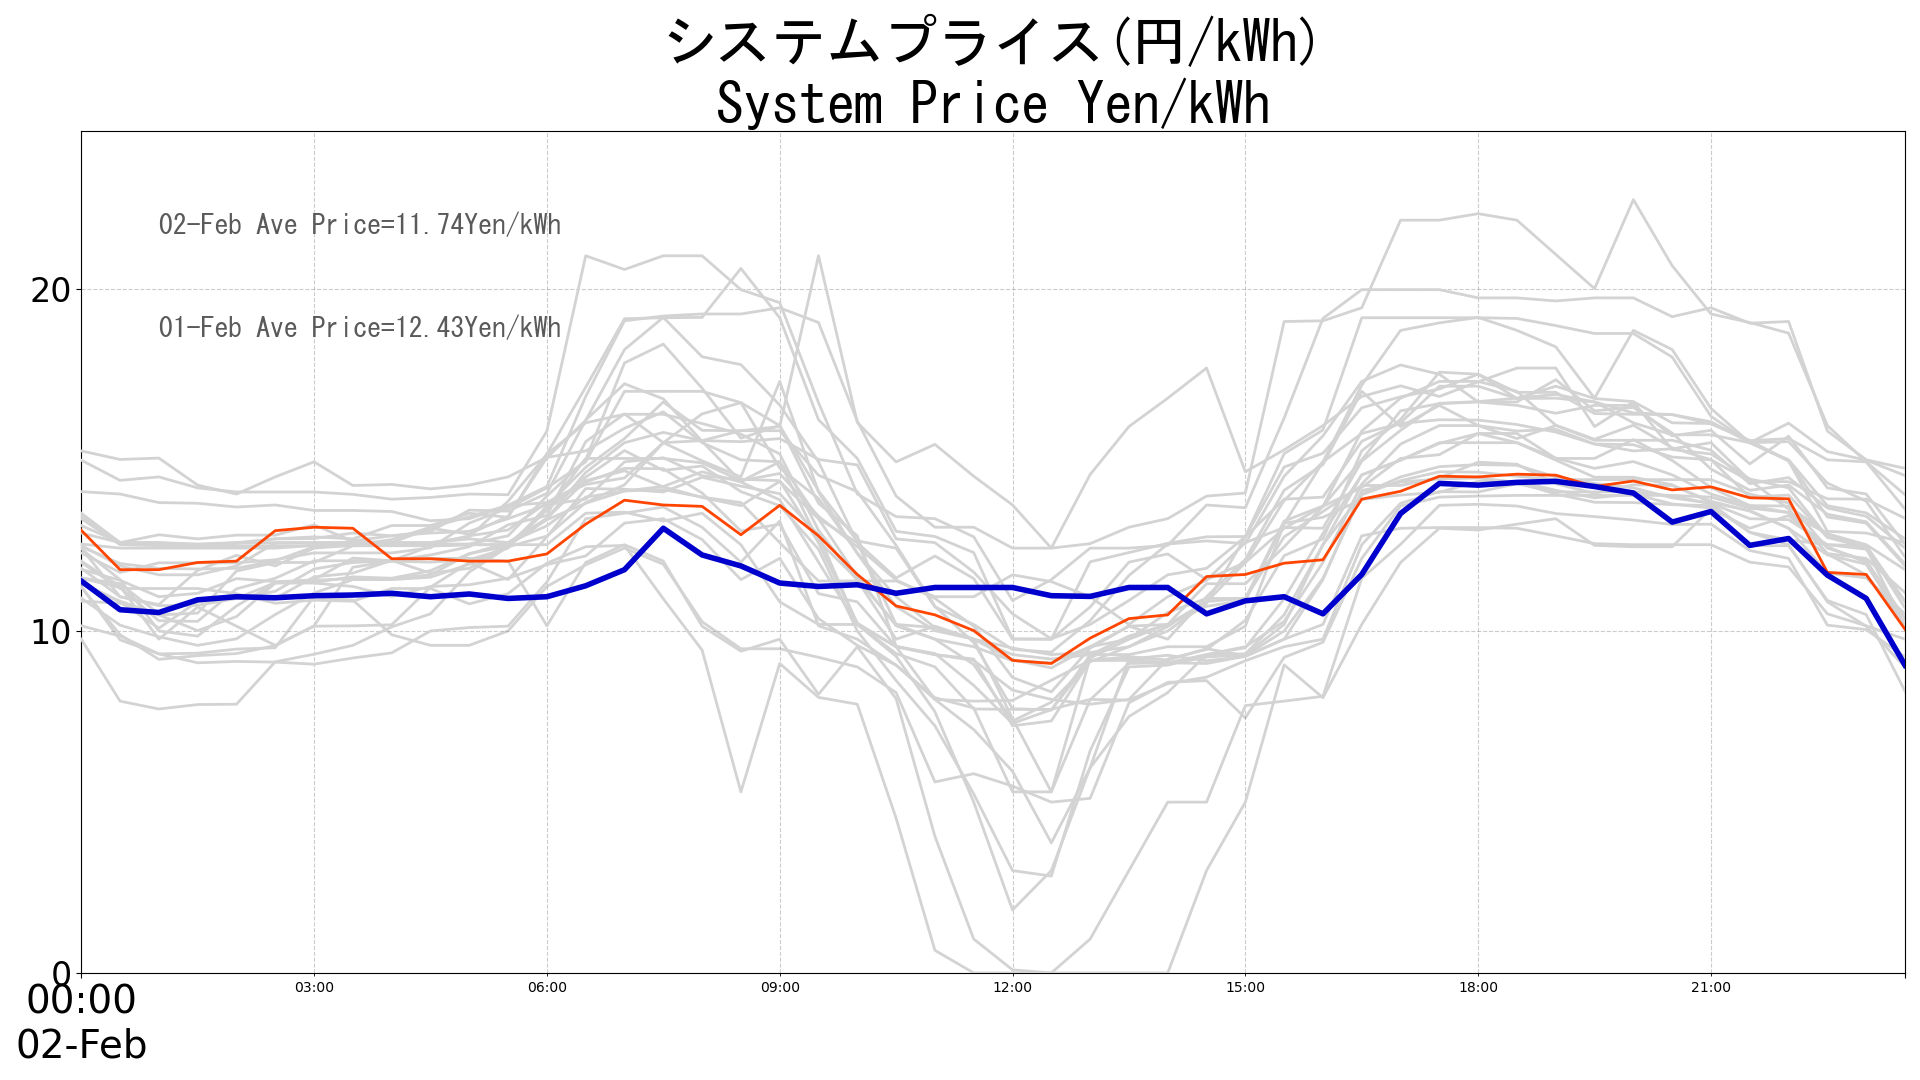 システムプライス(円/kWh)
System Price Yen/kWh
02-Feb Ave Price=11.74Yen/kWh
01-Feb Ave Price=12.43Yen/kWh
20
10
0
00:00 03:00 06:00 09:00 12:00 15:00 18:00 21:00
02-Feb